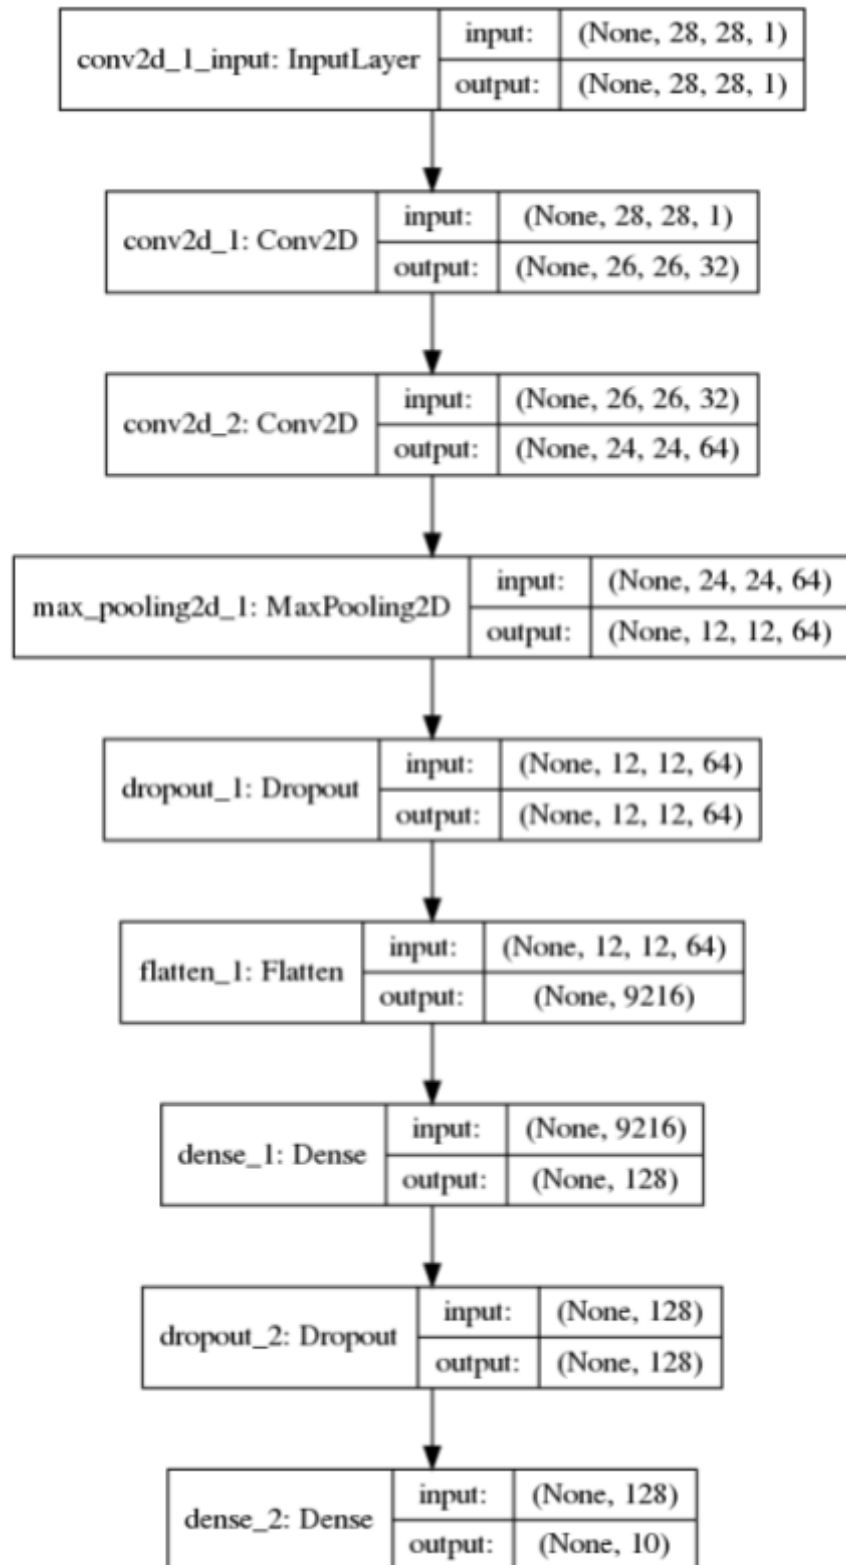 conv2d_1_input: InputLayer
input: (None, 28, 28, 1)
output: (None, 28, 28, 1)
conv2d_1: Conv2D
input: (None, 28, 28, 1)
output: (None, 26, 26, 32)
conv2d_2: Conv2D
input: (None, 26, 26, 32)
output: (None, 24, 24, 64)
max_pooling2d_1: MaxPooling2D
input: (None, 24, 24, 64)
output: (None, 12, 12, 64)
dropout_1: Dropout
input: (None, 12, 12, 64)
output: (None, 12, 12, 64)
flatten_1: Flatten
input: (None, 12, 12, 64)
output: (None, 9216)
dense_1: Dense
input: (None, 9216)
output: (None, 128)
dropout_2: Dropout
input: (None, 128)
output: (None, 128)
dense_2: Dense
input: (None, 128)
output: (None, 10)